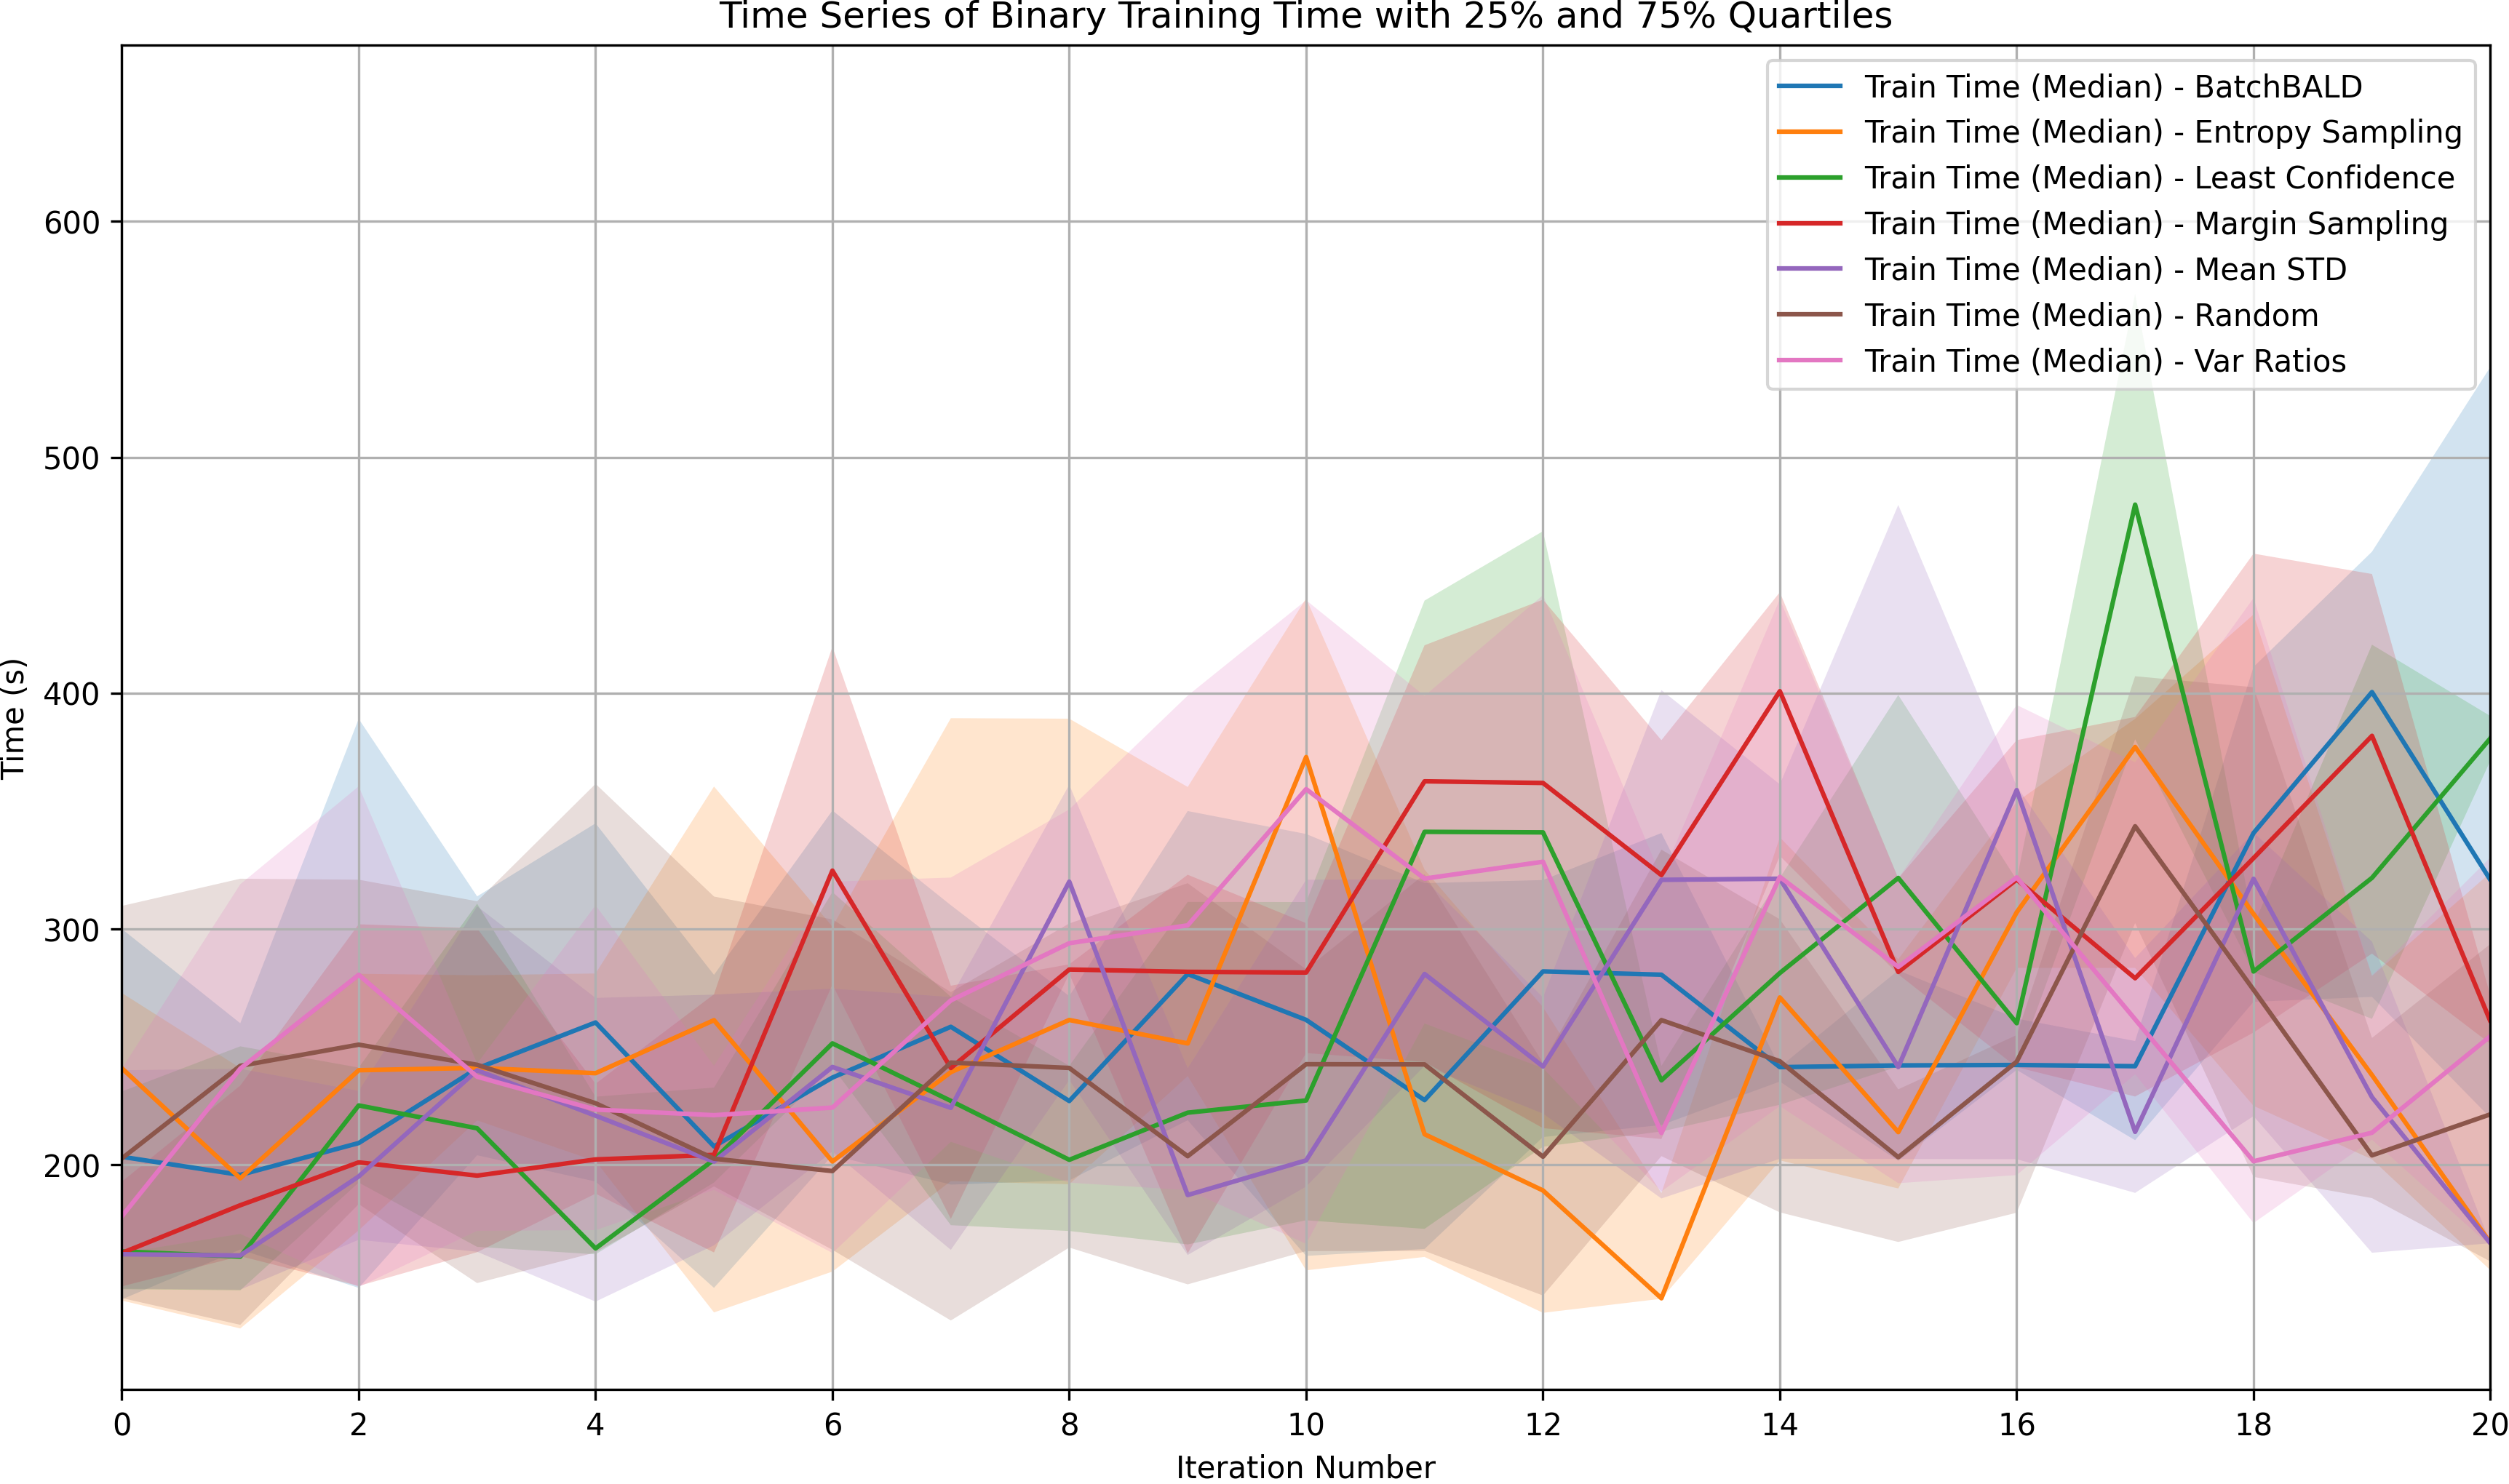 Time Series of Binary Training Time with 25% and 75% Quartiles
Train Time (Median) - BatchBALD
Train Time (Median) - Entropy Sampling
Train Time (Median) - Least Confidence
Train Time (Median) - Margin Sampling
Train Time (Median) - Mean STD
Train Time (Median) - Random
Train Time (Median) - Var Ratios
600
500
400
300
200
Time (s)
0 2 4 6 8 10 12 14 16 18 20
Iteration Number